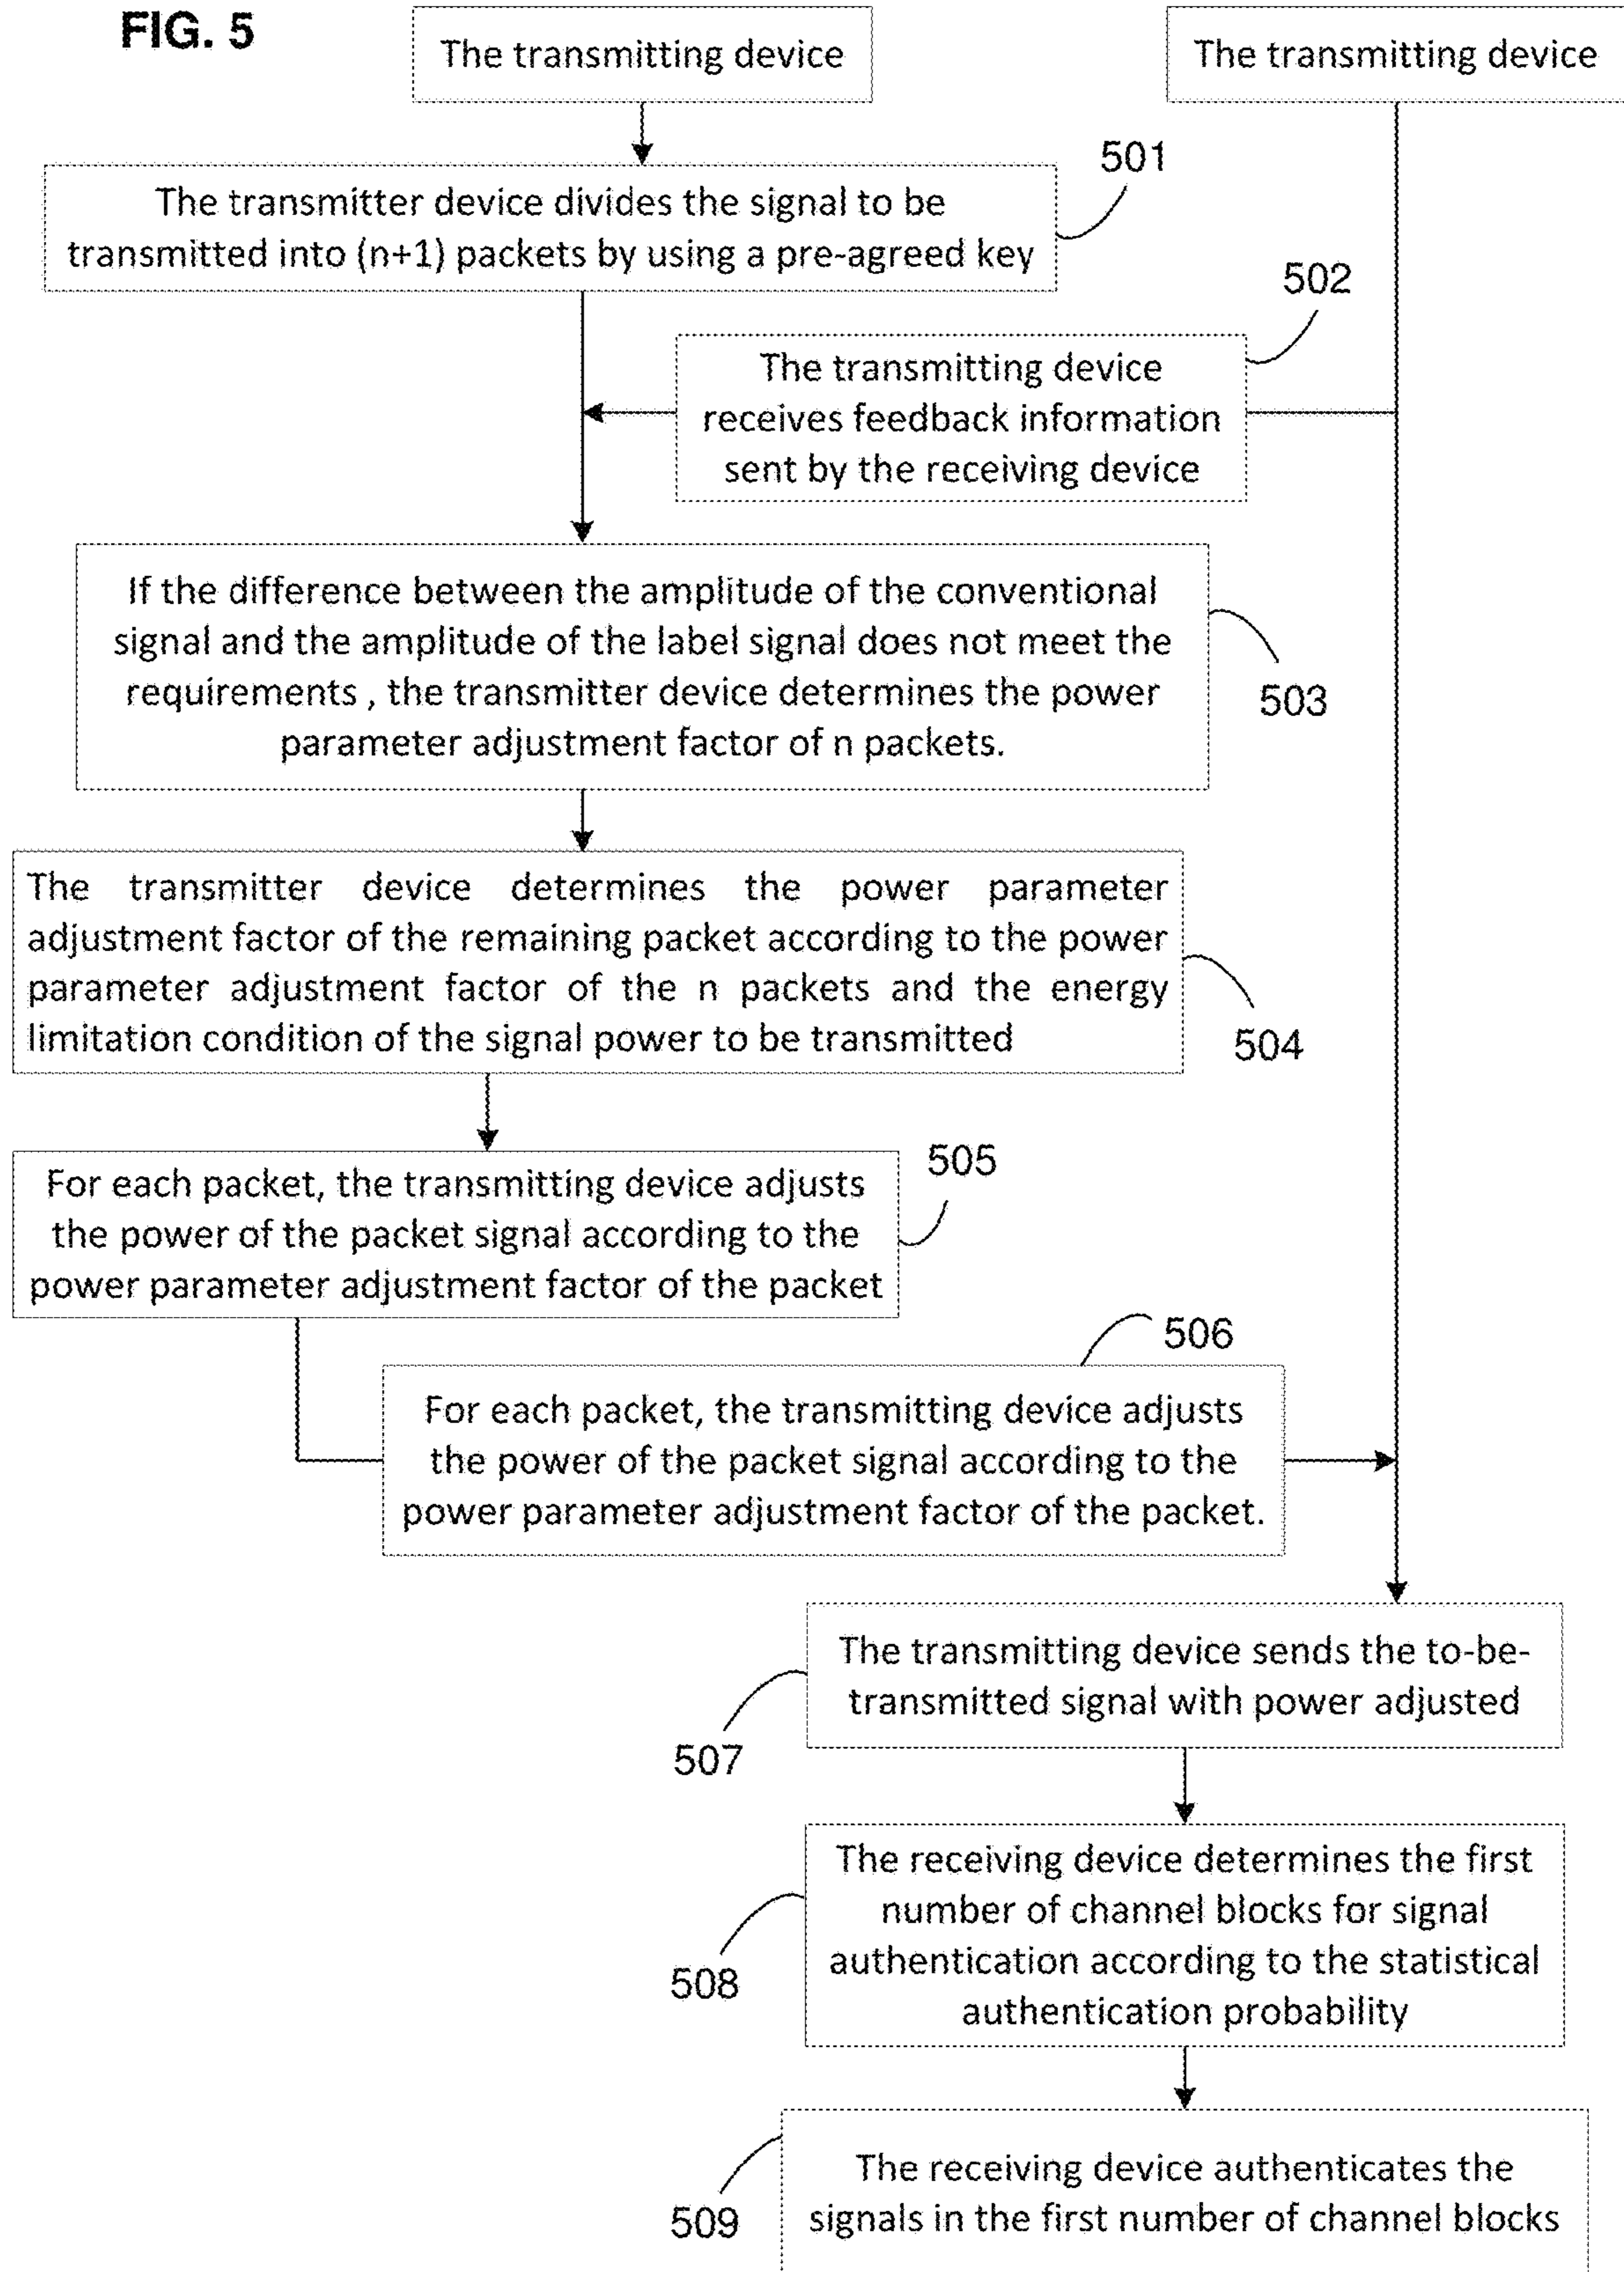 FIG. 5
The transmitting device
The transmitting device
501
The transmitter device divides the signal to be
transmitted into (n+1) packets by using a pre-agreed key
502
The transmitting device
receives feedback information
sent by the receiving device
If the difference between the amplitude of the conventional
signal and the amplitude of the label signal does not meet the
requirements , the transmitter device determines the power
parameter adjustment factor of n packets.
503
The transmitter device determines the power parameter
adjustment factor of the remaining packet according to the power
parameter adjustment factor of the n packets and the energy
limitation condition of the signal power to be transmitted
504
505
For each packet, the transmitting device adjusts
the power of the packet signal according to the
power parameter adjustment factor of the packet
506
For each packet, the transmitting device adjusts
the power of the packet signal according to the
power parameter adjustment factor of the packet.
The transmitting device sends the to-be-
transmitted signal with power adjusted
507
The receiving device determines the first
number of channel blocks for signal
authentication according to the statistical
authentication probability
508
The receiving device authenticates the
signals in the first number of channel blocks
509